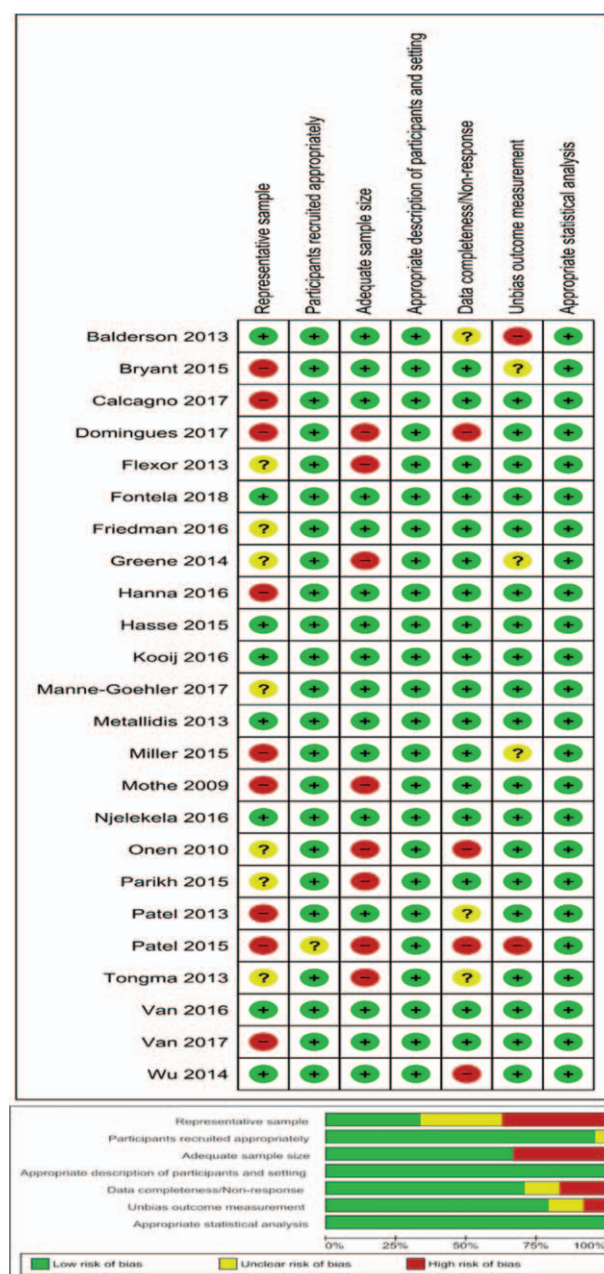 Representative sample
Participants recruited appropriately
Adequate sample size
Appropriate description of participants and setting
Data completeness/Non-response
Unbias outcome measurement
Appropriate statistical analysis
Balderson 2013 + + + + ? - +
Bryant 2015 - + + + + ? +
Calcagno 2017 - + + + + + +
Domingues 2017 - + - + - + +
Flexor 2013 ? + - + + + +
Fontela 2018 + + + + + + +
Friedman 2016 ? + + + + + +
Greene 2014 ? + - + + ? +
Hanna 2016 - + + + + + +
Hasse 2015 + + + + + + +
Kooij 2016 + + + + + + +
Manne-Goehler 2017 ? + + + + + +
Metallidis 2013 + + + + + + +
Miller 2015 - + + + + ? +
Mothe 2009 - + - + + + +
Njelekela 2016 + + + + + + +
Onen 2010 ? + - + - + +
Parikh 2015 ? + - + + + +
Patel 2013 - + + + ? + +
Patel 2015 - ? - + - - +
Tongma 2013 ? + - + ? + +
Van 2016 + + + + + + +
Van 2017 - + + + + + +
Wu 2014 + + + + - + +
Representative sample
Participants recruited appropriately
Adequate sample size
Appropriate description of participants and setting
Data completeness/Non-response
Unbias outcome measurement
Appropriate statistical analysis
0% 25% 50% 75% 100%
Low risk of bias Unclear risk of bias High risk of bias